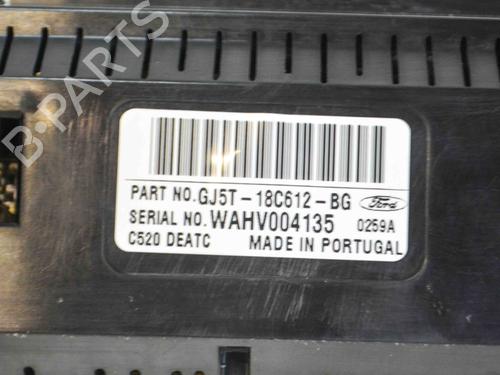 PART NO.GJ5T-18C612-BG Ford
SERIAL NO.WAHV004135 0259A
C520 DEATC MADE IN PORTUGAL
B-PARTS